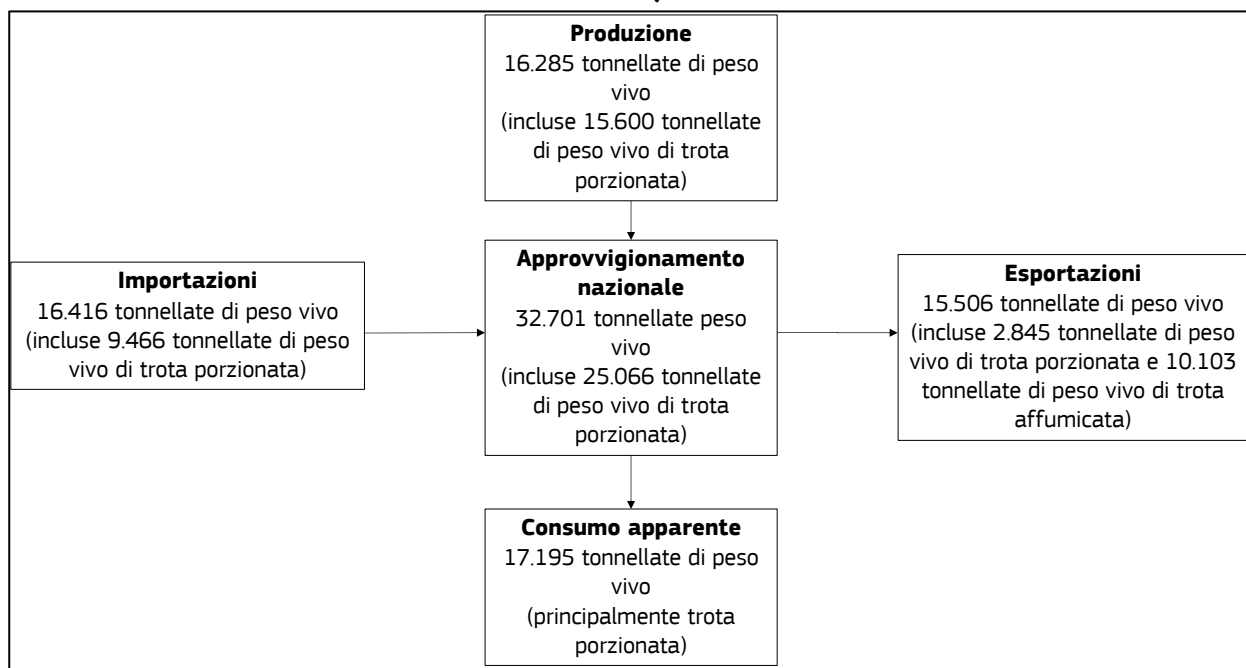 Produzione
16.285 tonnellate di peso
vivo
(incluse 15.600 tonnellate
di peso vivo di trota
porzionata)
Importazioni
16.416 tonnellate di peso vivo
(incluse 9.466 tonnellate di peso
vivo di trota porzionata)
Approvvigionamento
nazionale
32.701 tonnellate peso
vivo
(incluse 25.066 tonnellate
di peso vivo di trota
porzionata)
Esportazioni
15.506 tonnellate di peso vivo
(incluse 2.845 tonnellate di peso
vivo di trota porzionata e 10.103
tonnellate di peso vivo di trota
affumicata)
Consumo apparente
17.195 tonnellate di peso
vivo
(principalmente trota
porzionata)